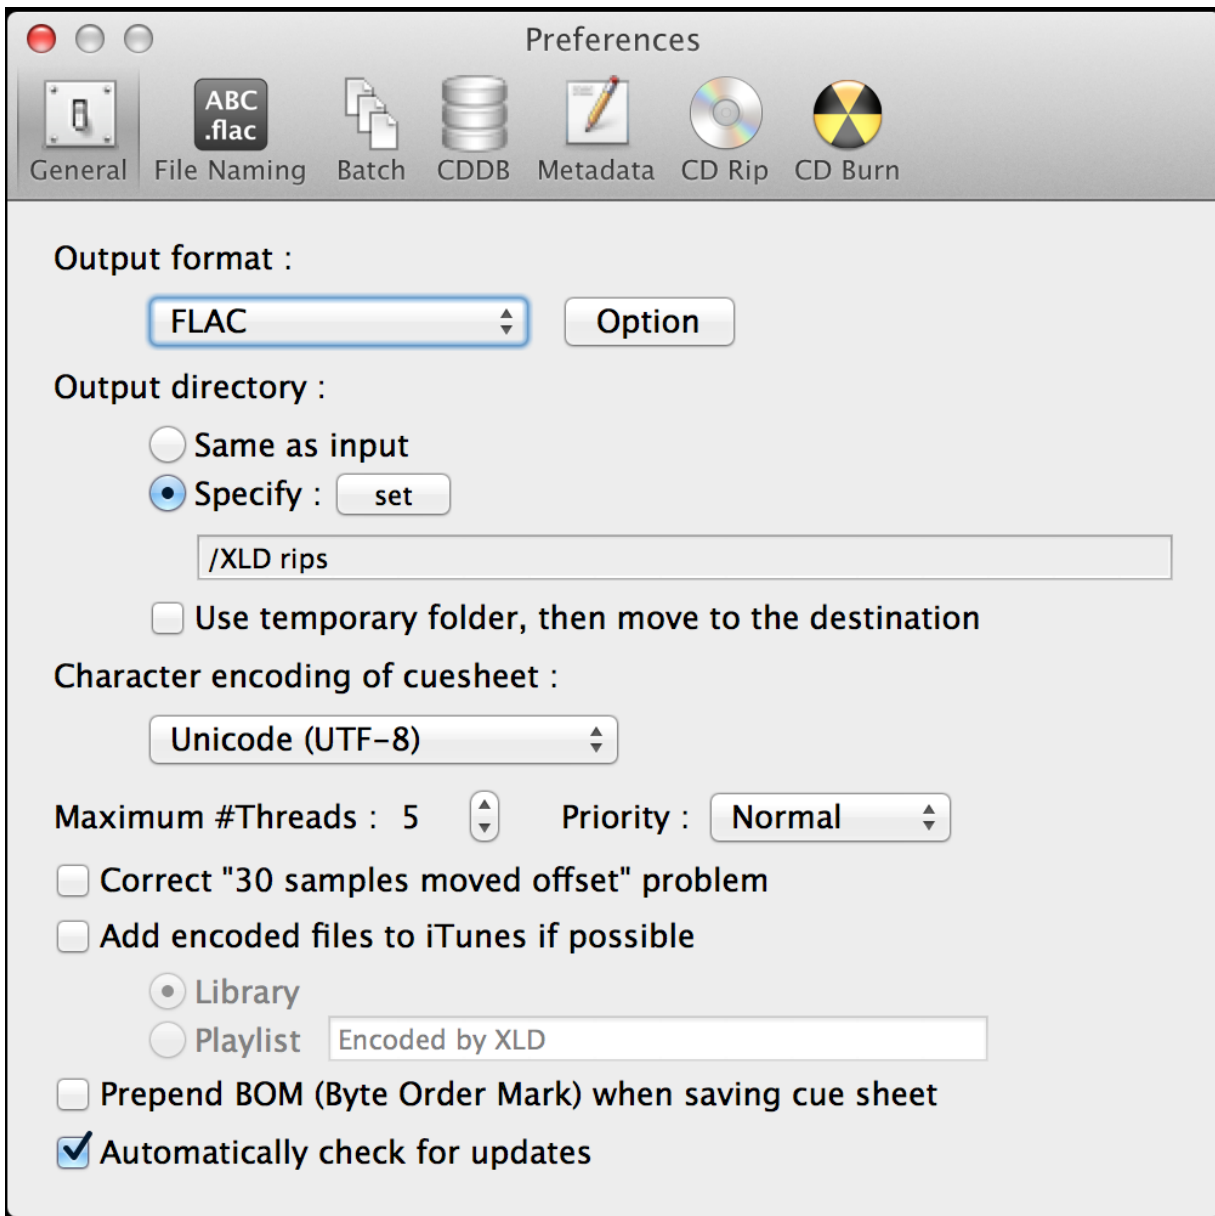 Preferences
ABC
.flac
General File Naming Batch CDDB Metadata CD Rip CD Burn
Output format :
FLAC Option
Output directory :
Same as input
Specify : set
/XLD rips
Use temporary folder, then move to the destination
Character encoding of cuesheet :
Unicode (UTF-8)
Maximum #Threads : 5 Priority : Normal
Correct "30 samples moved offset" problem
Add encoded files to iTunes if possible
Library
Playlist Encoded by XLD
Prepend BOM (Byte Order Mark) when saving cue sheet
Automatically check for updates